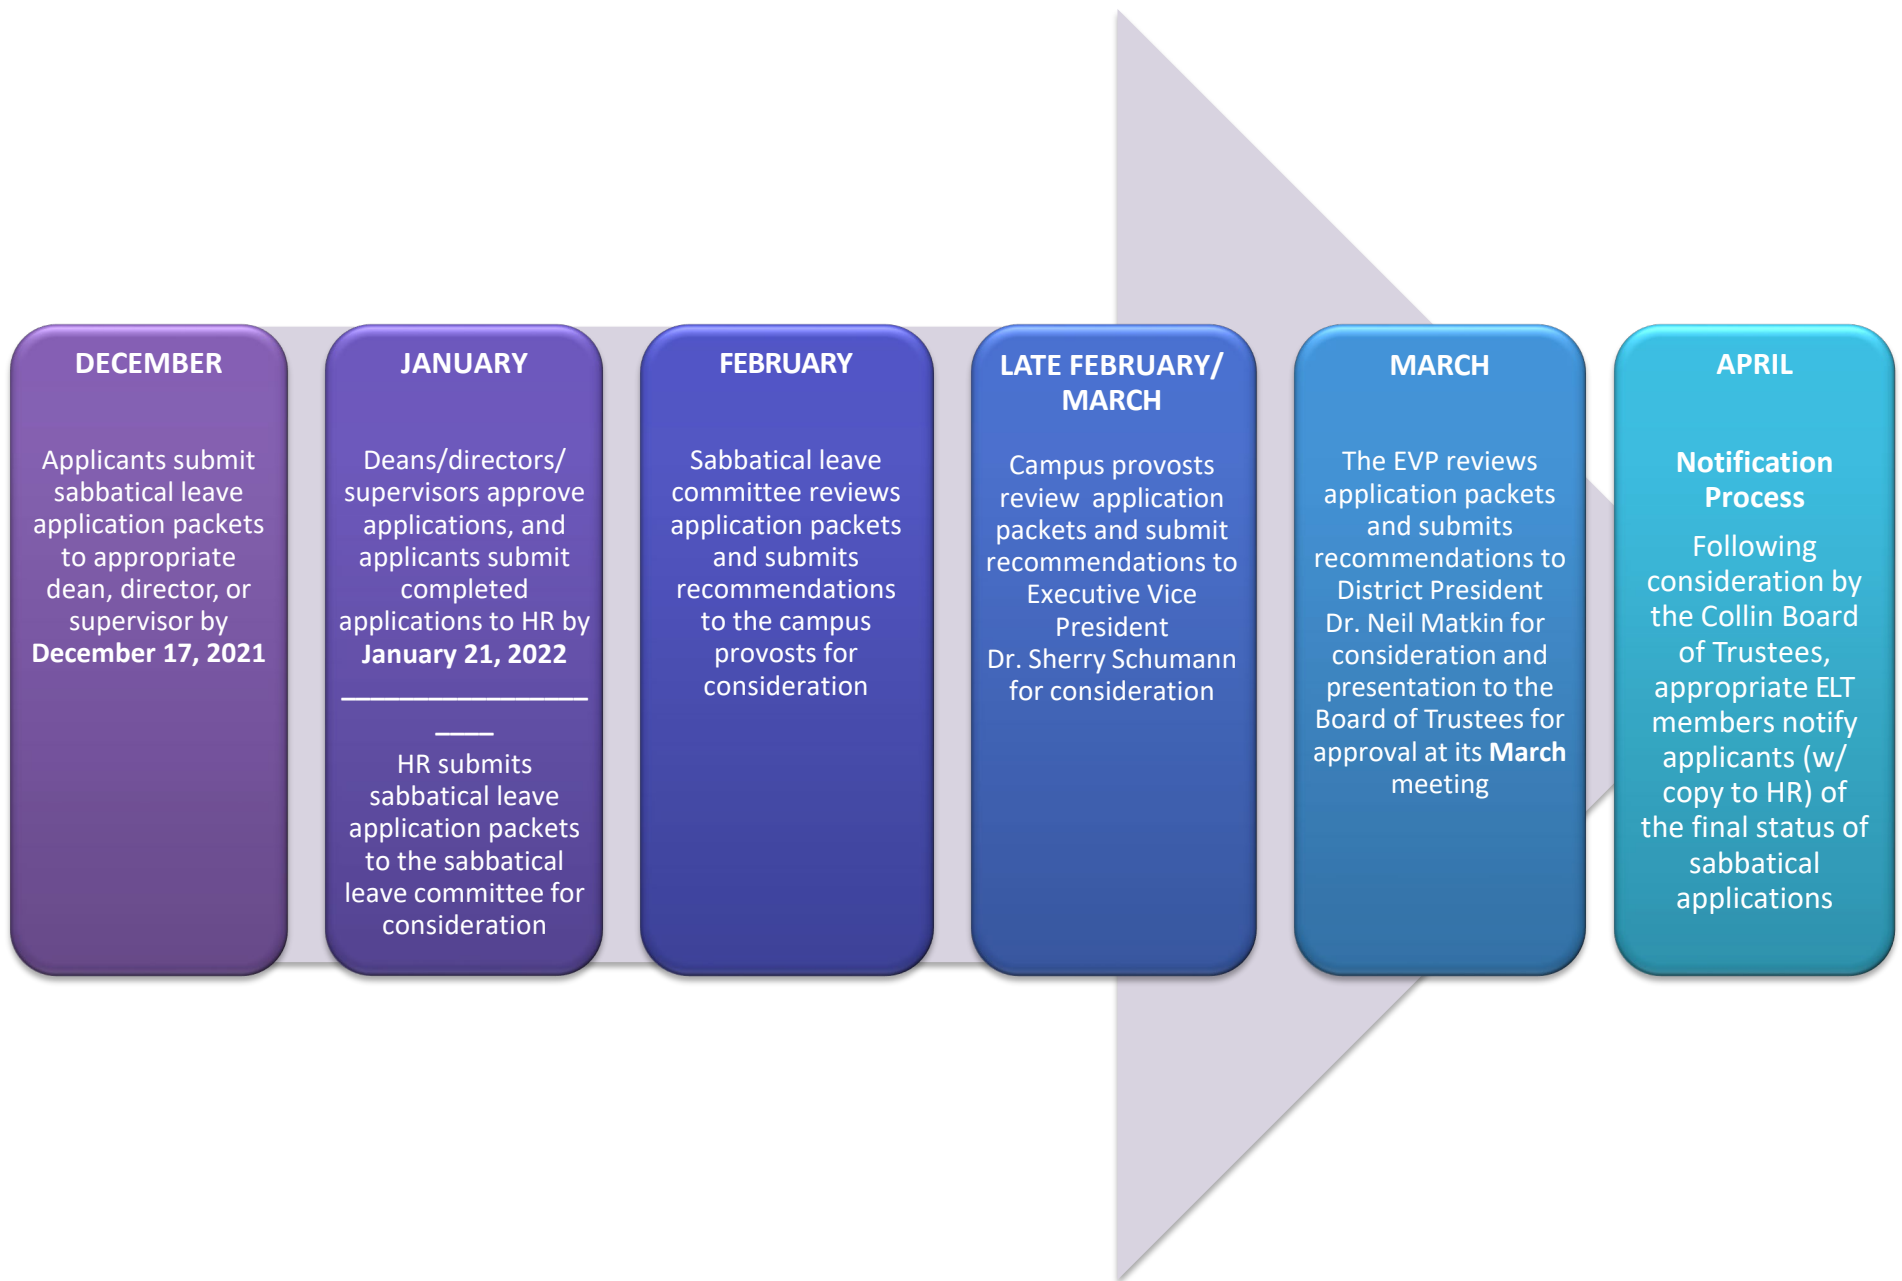 DECEMBER
Applicants submit
sabbatical leave
application packets
to appropriate
dean, director, or
supervisor by
December 17, 2021
JANUARY
Deans/directors/
supervisors approve
applications, and
applicants submit
completed
applications to HR by
January 21, 2022
_________________
____
HR submits
sabbatical leave
application packets
to the sabbatical
leave committee for
consideration
FEBRUARY
Sabbatical leave
committee reviews
application packets
and submits
recommendations
to the campus
provosts for
consideration
LATE FEBRUARY/
MARCH
Campus provosts
review application
packets and submit
recommendations to
Executive Vice
President
Dr. Sherry Schumann
for consideration
MARCH
The EVP reviews
application packets
and submits
recommendations to
District President
Dr. Neil Matkin for
consideration and
presentation to the
Board of Trustees for
approval at its March
meeting
APRIL
Notification
Process
Following
consideration by
the Collin Board
of Trustees,
appropriate ELT
members notify
applicants (w/
copy to HR) of
the final status of
sabbatical
applications